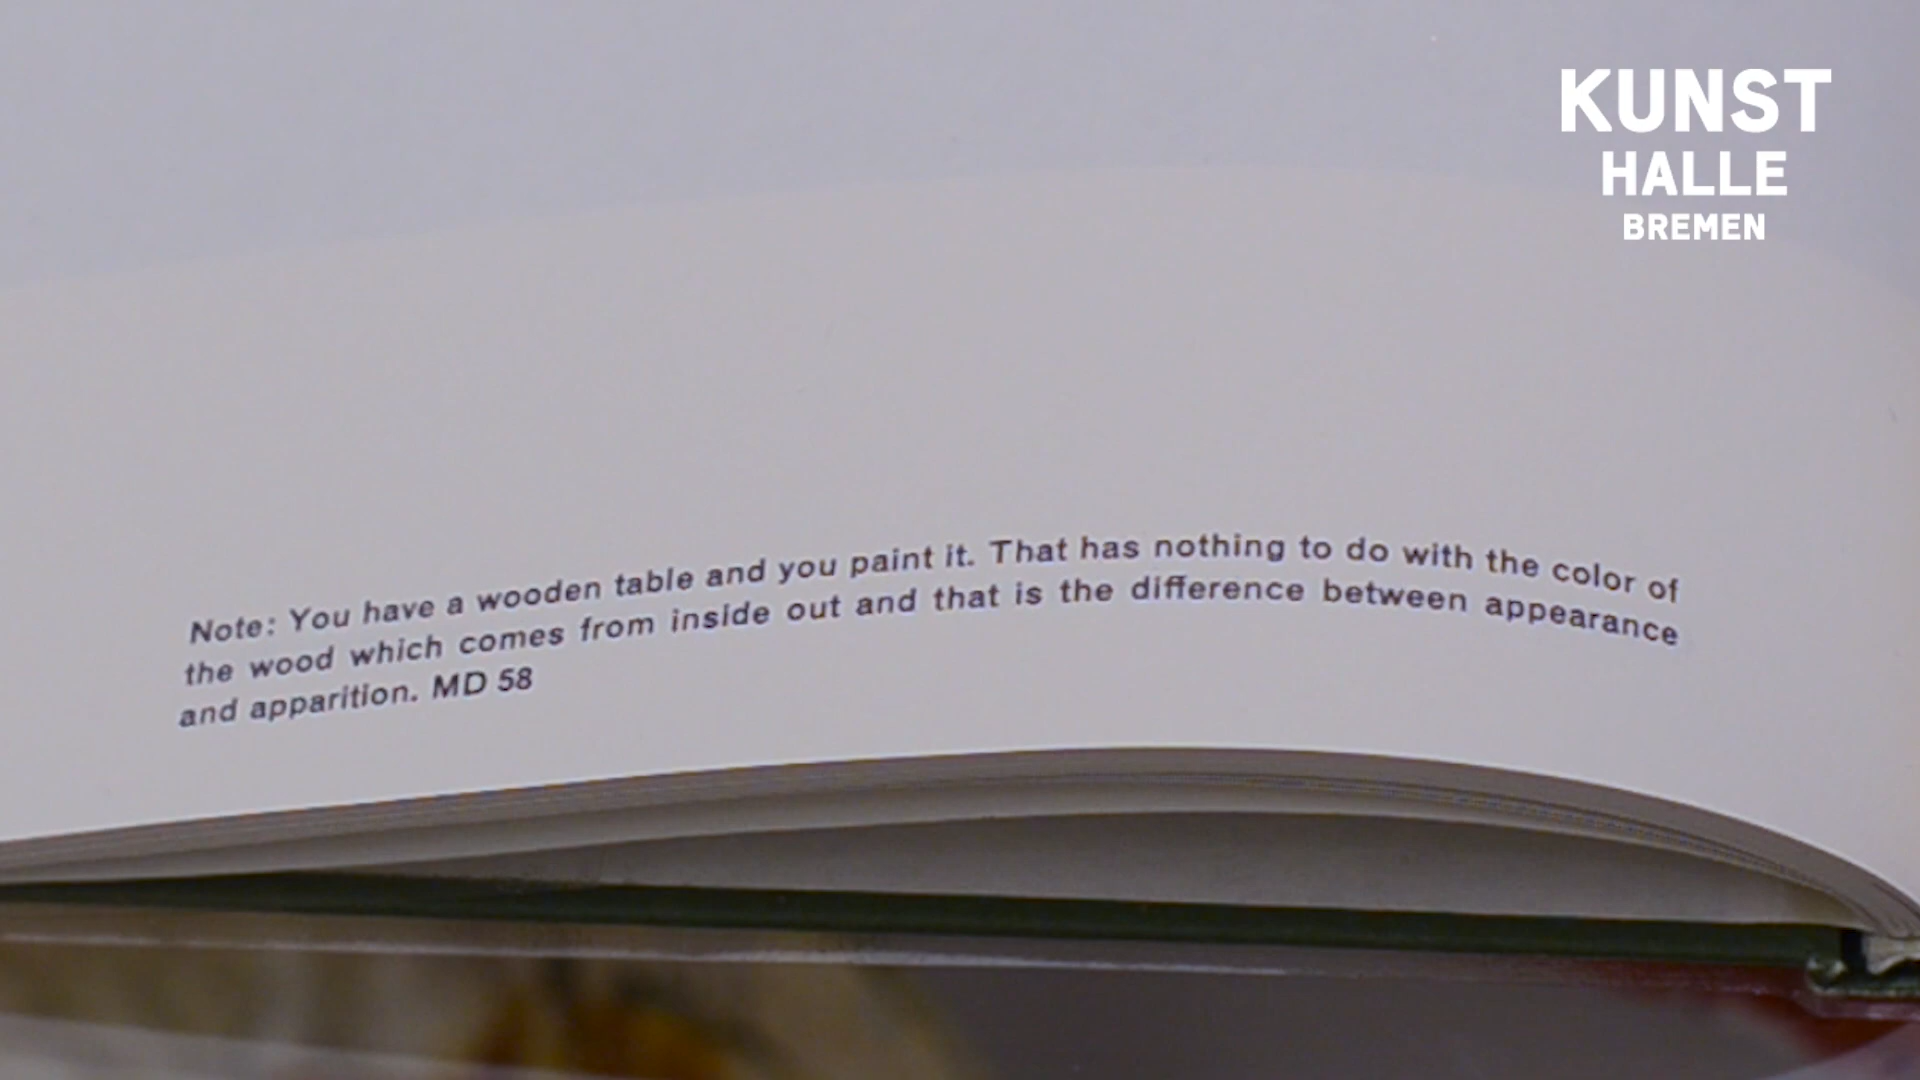 KUNST
HALLE
BREMEN
Note: You have a wooden table and you paint it. That has nothing to do with the color of
the wood which comes from inside out and that is the difference between appearance
and apparition. MD 58